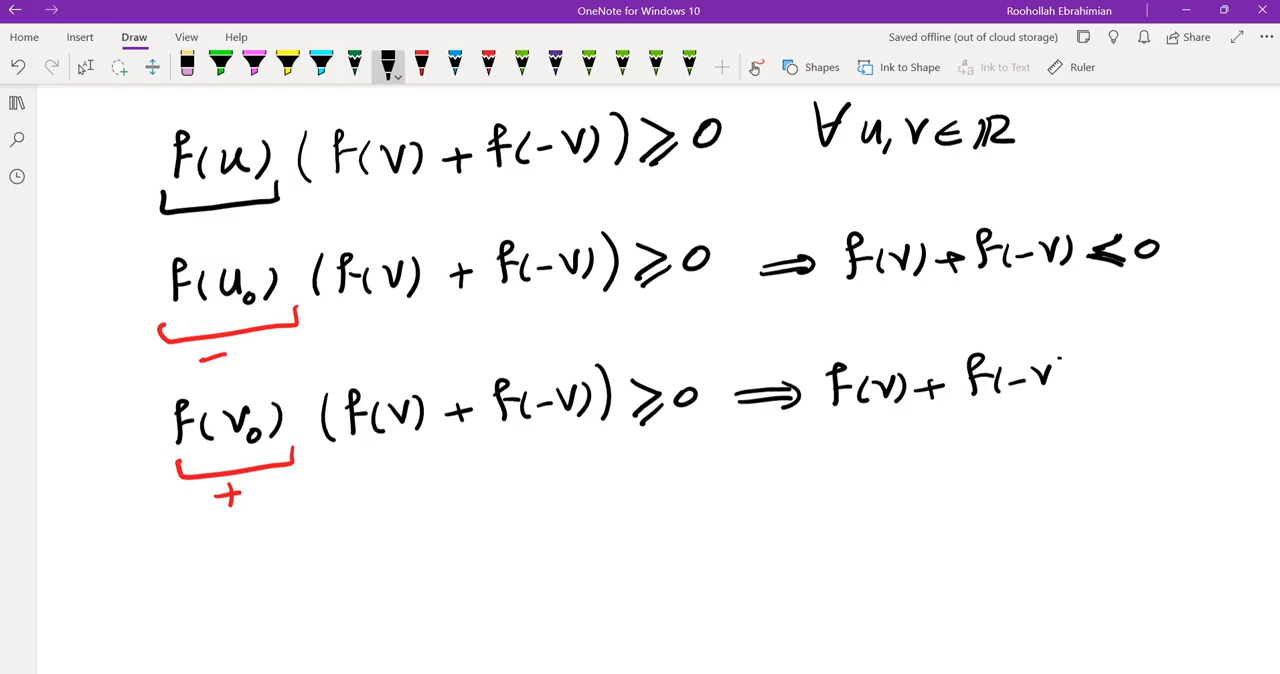 OneNote for Windows 10
Roohollah Ebrahimian
Home Insert Draw View Help
Saved offline (out of cloud storage) Share
Shapes Ink to Shape Ink to Text Ruler
f(u) (f(v) + f(-v)) ⩾ 0 ∀ u, v ∈ ℝ
f(u₀) (f(v) + f(-v)) ⩾ 0 ⟹ f(v) + f(-v) ⩽ 0
−
f(v₀) (f(v) + f(-v)) ⩾ 0 ⟹ f(v) + f(-v
+